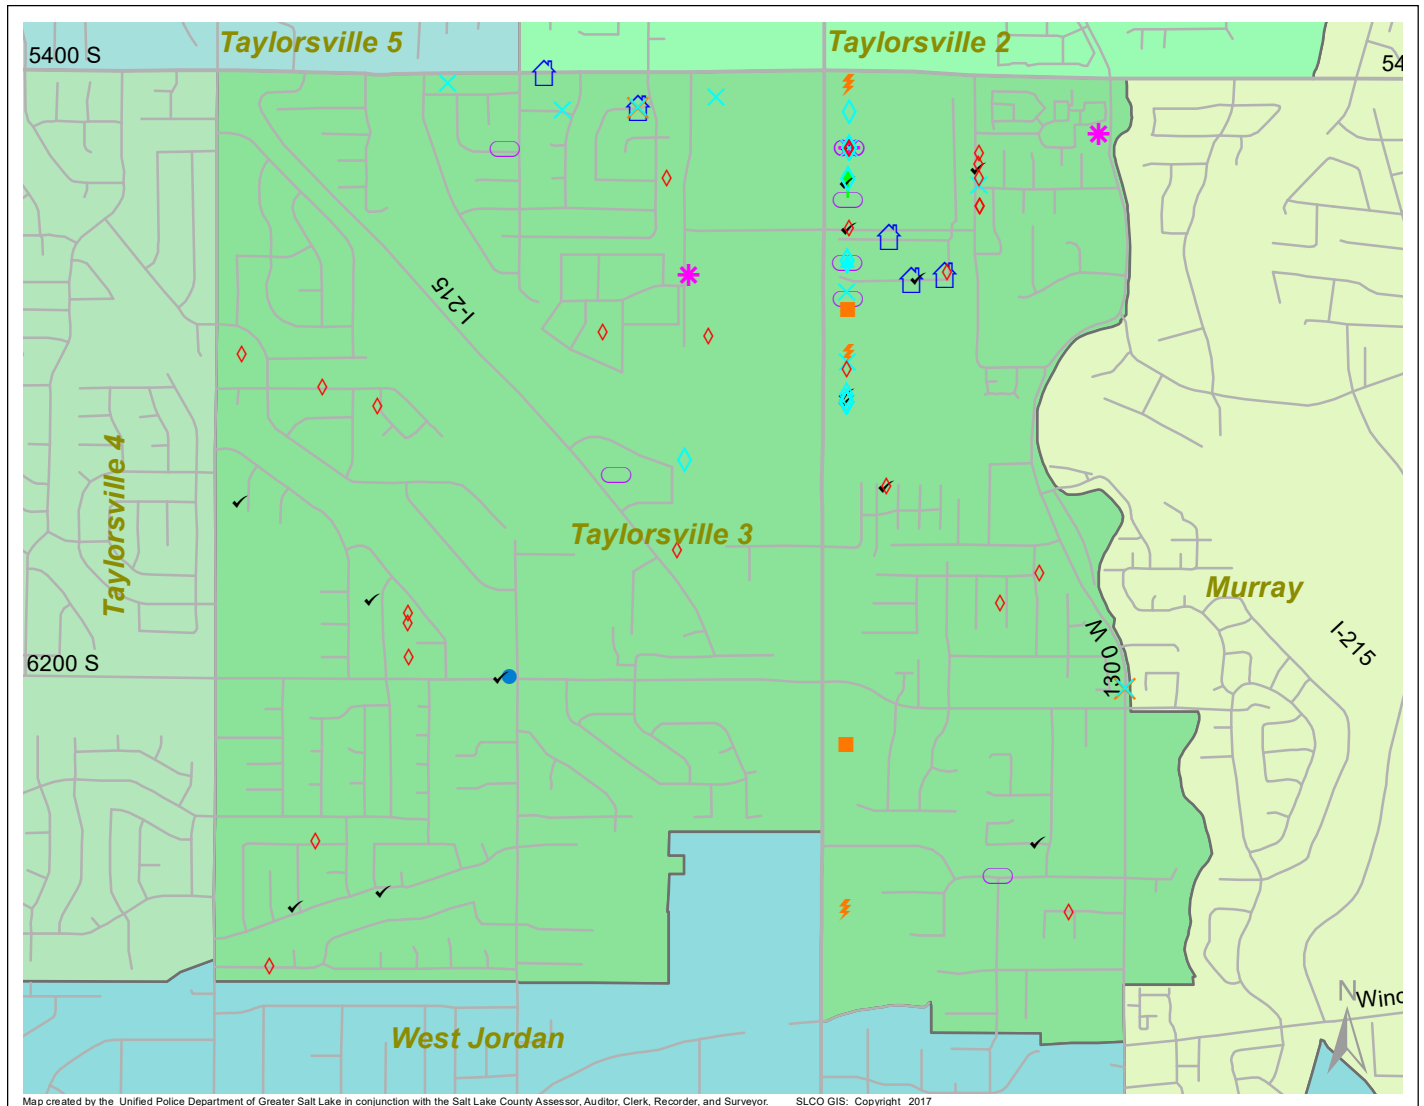 Taylorsville 5
Taylorsville 2
5400 S
54
I-215
Taylorsville 4
Taylorsville 3
Murray
I-215
1300 W
6200 S
N
West Jordan
Map created by the Unified Police Department of Greater Salt Lake in conjunction with the Salt Lake County Assessor, Auditor, Clerk, Recorder, and Surveyor. SLCO GIS: Copyright 2017